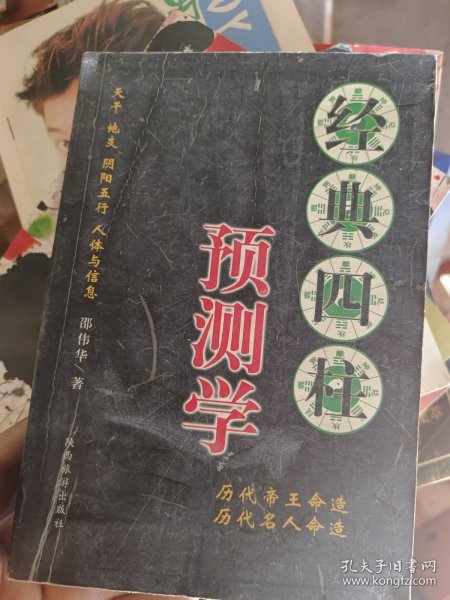 经典四柱
预测学
天干 地支 阴阳五行 人体与信息
邵伟华/著
陕西旅游出版社
历代帝王命造
历代名人命造
孔夫子旧书网
www.kongfz.com